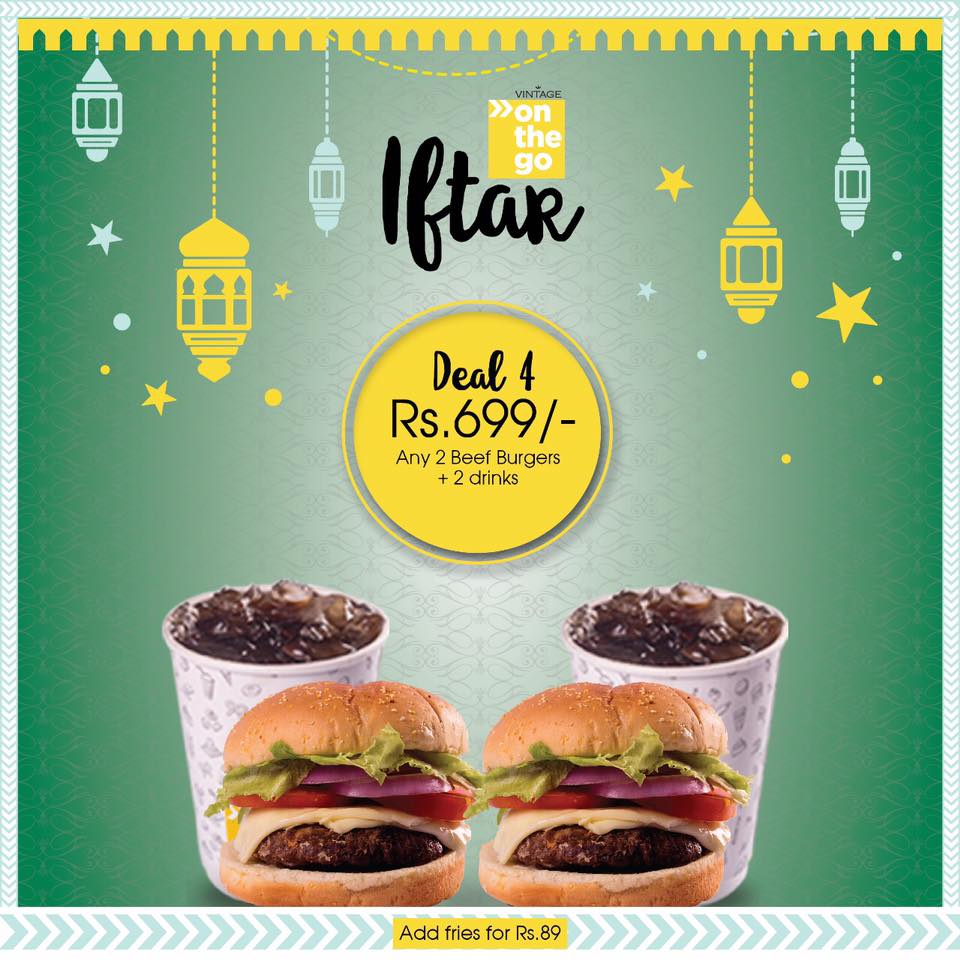 VINTAGE
»on
the
go
Iftar
Deal 4
Rs.699/-
Any 2 Beef Burgers
+ 2 drinks
Add fries for Rs.89